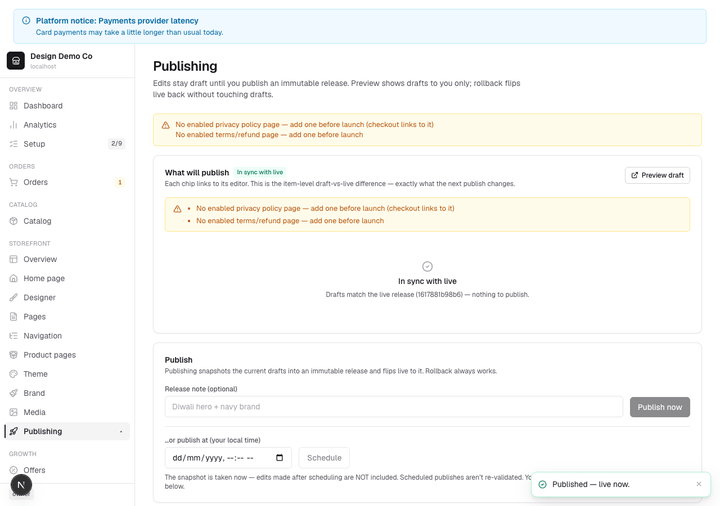 Platform notice: Payments provider latency
Card payments may take a little longer than usual today.
Design Demo Co
localhost
OVERVIEW
Dashboard
Analytics
Setup 2/9
ORDERS
Orders 1
CATALOG
Catalog
STOREFRONT
Overview
Home page
Designer
Pages
Navigation
Product pages
Theme
Brand
Media
Publishing
GROWTH
Offers
N
Publishing
Edits stay draft until you publish an immutable release. Preview shows drafts to you only; rollback flips
live back without touching drafts.
No enabled privacy policy page — add one before launch (checkout links to it)
No enabled terms/refund page — add one before launch
What will publish In sync with live
Preview draft
Each chip links to its editor. This is the item-level draft-vs-live difference — exactly what the next publish changes.
• No enabled privacy policy page — add one before launch (checkout links to it)
• No enabled terms/refund page — add one before launch
In sync with live
Drafts match the live release (1617881b98b6) — nothing to publish.
Publish
Publishing snapshots the current drafts into an immutable release and flips live to it. Rollback always works.
Release note (optional)
Diwali hero + navy brand
Publish now
…or publish at (your local time)
dd/mm/yyyy, --:-- --
Schedule
The snapshot is taken now — edits made after scheduling are NOT included. Scheduled publishes aren't re-validated.
below.
Published — live now.